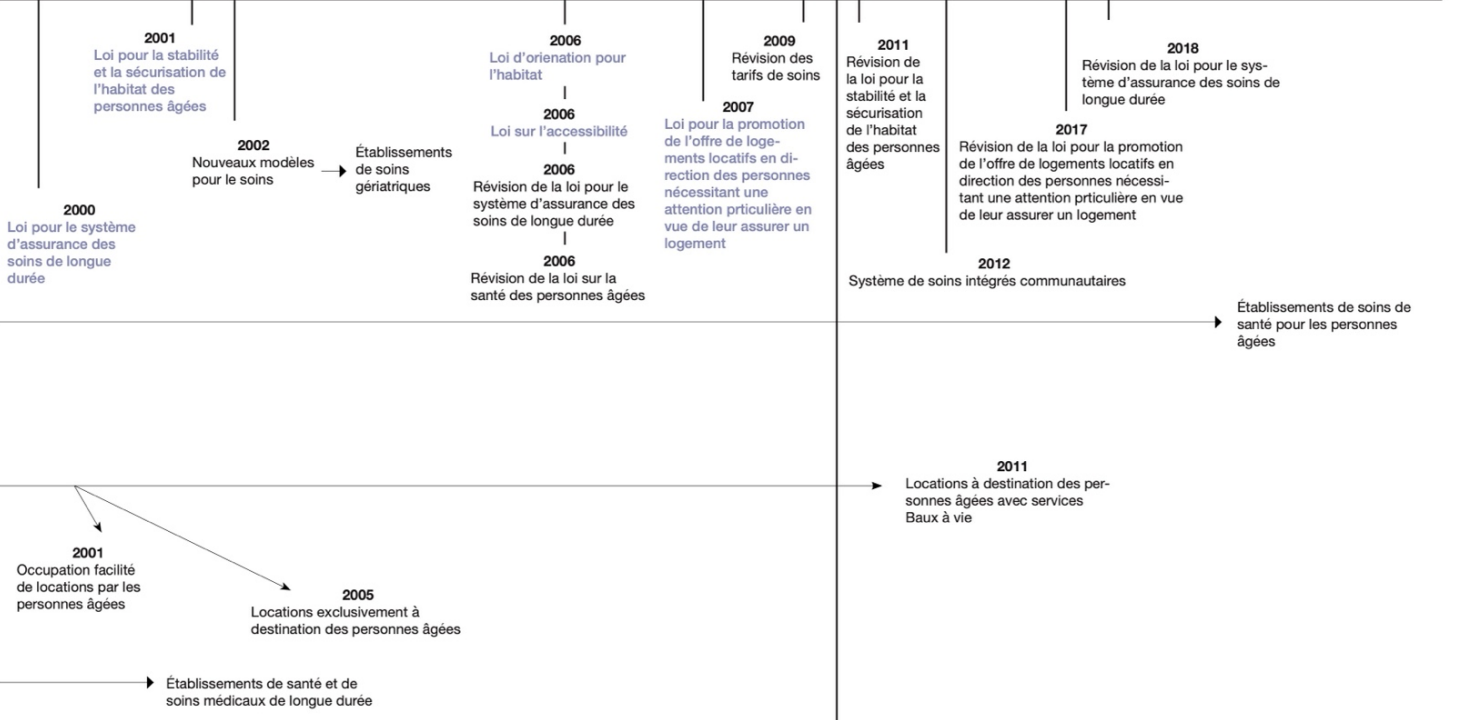 2001
Loi pour la stabilité
et la sécurisation de
l'habitat des
personnes âgées
2002
Nouveaux modèles
pour le soins
Établissements
de soins
gériatriques
2000
Loi pour le système
d'assurance des
soins de longue
durée
2006
Loi d'orienation pour
l'habitat
2006
Loi sur l'accessibilité
2006
Révision de la loi pour le
système d'assurance des
soins de longue durée
2006
Révision de la loi sur la
santé des personnes âgées
2009
Révision des
tarifs de soins
2007
Loi pour la promotion
de l'offre de loge-
ments locatifs en di-
rection des personnes
nécessitant une
attention prticulière en
vue de leur assurer un
logement
2011
Révision de
la loi pour la
stabilité et la
sécurisation
de l'habitat
des personnes
âgées
2018
Révision de la loi pour le sys-
tème d'assurance des soins de
longue durée
2017
Révision de la loi pour la promotion
de l'offre de logements locatifs en
direction des personnes nécessi-
tant une attention prticulière en vue
de leur assurer un logement
2012
Système de soins intégrés communautaires
Établissements de soins de
santé pour les personnes
âgées
2011
Locations à destination des per-
sonnes âgées avec services
Baux à vie
2001
Occupation facilité
de locations par les
personnes âgées
2005
Locations exclusivement à
destination des personnes âgées
Établissements de santé et de
soins médicaux de longue durée